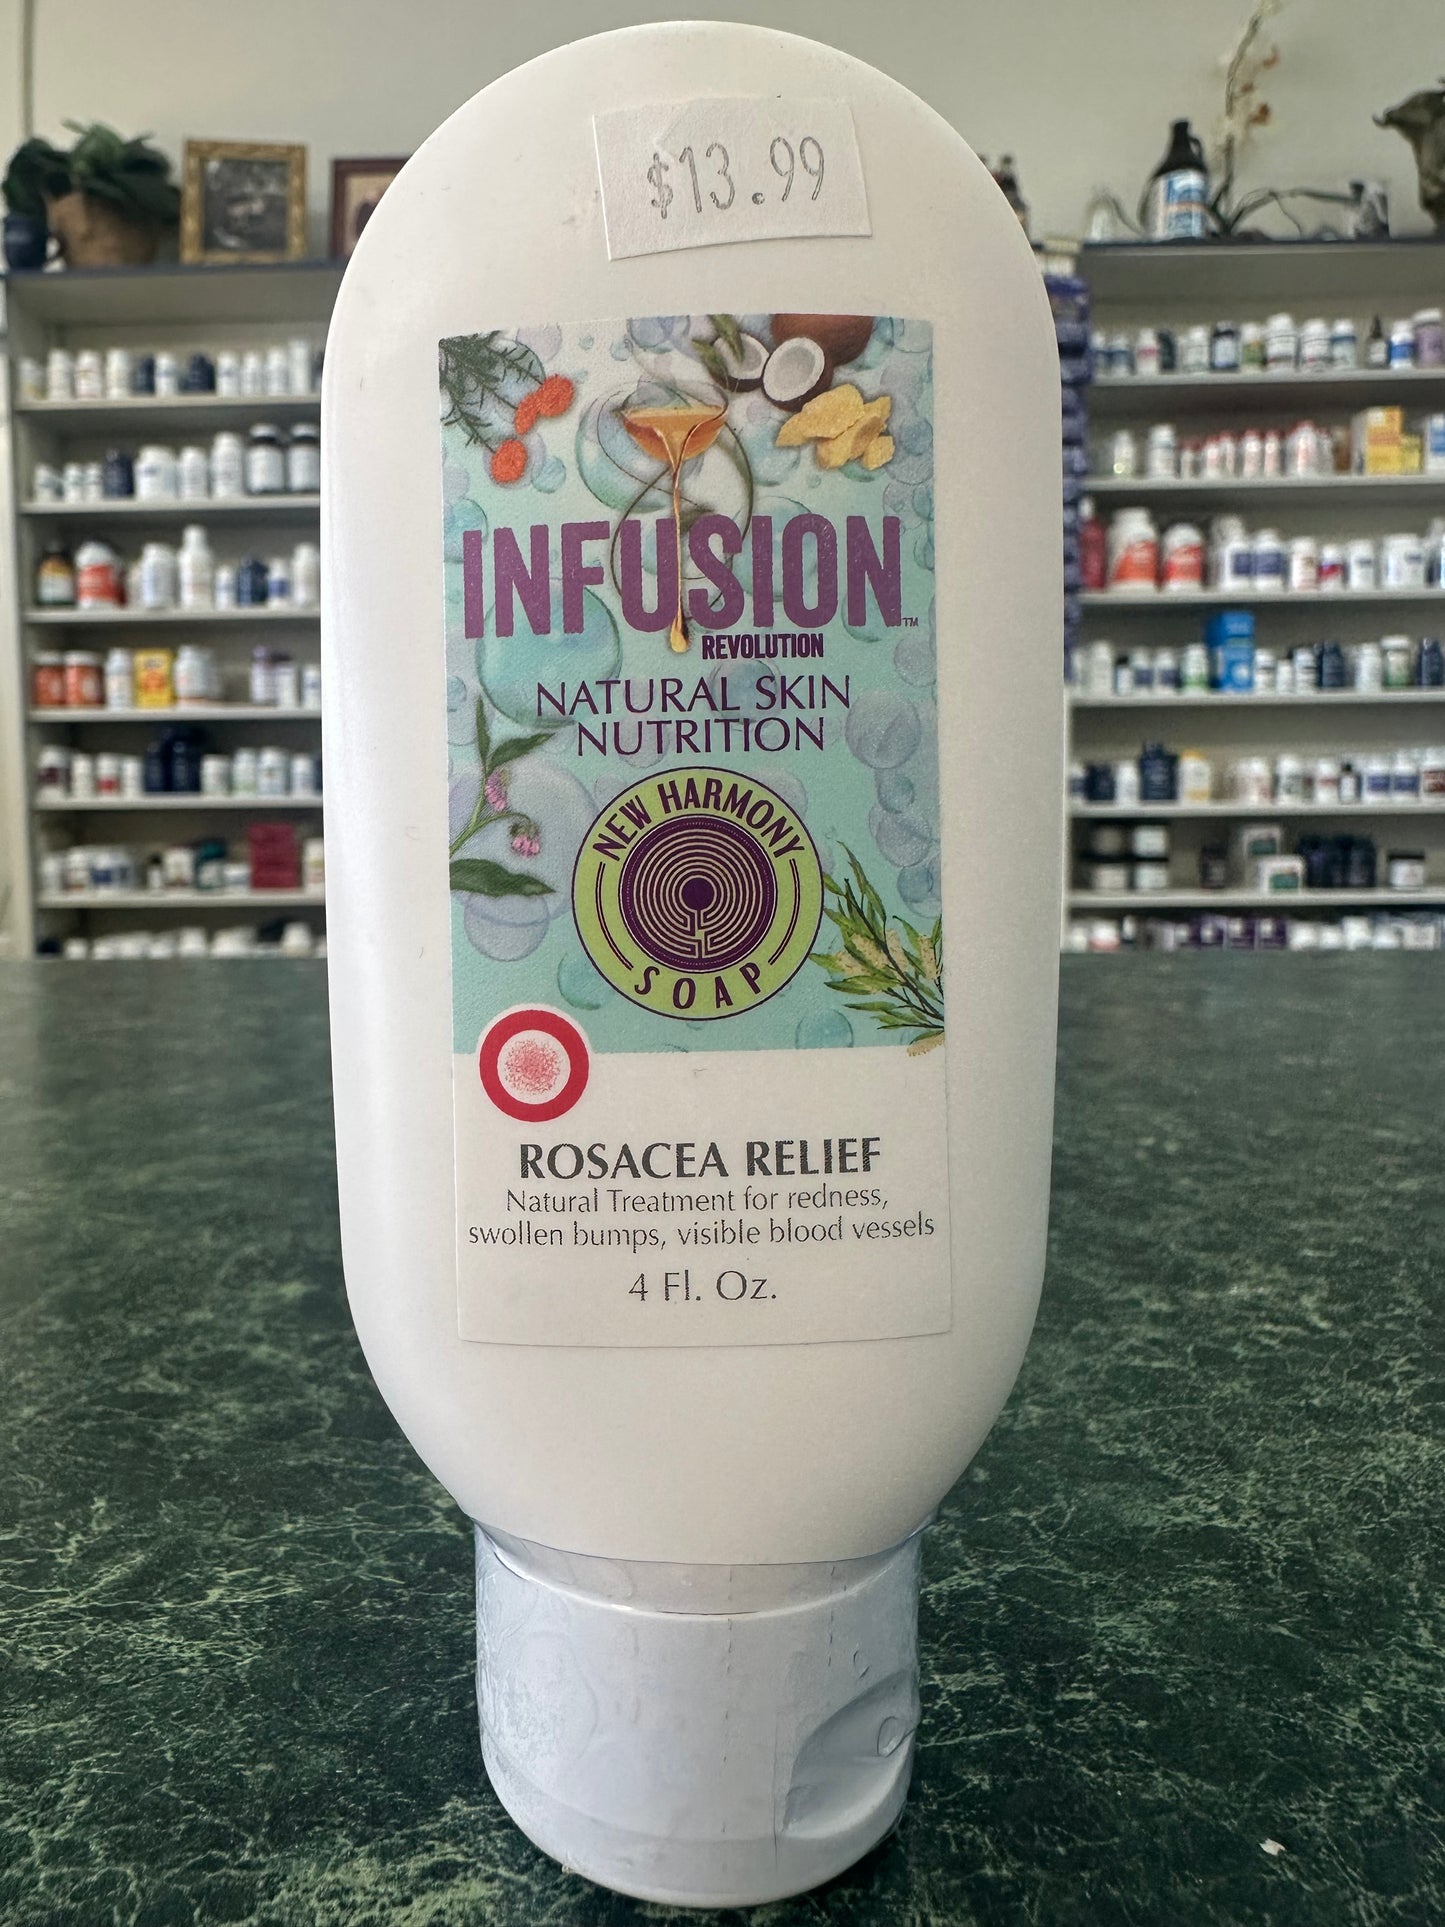 $13.99
INFUSION™
REVOLUTION
NATURAL SKIN
NUTRITION
NEW HARMONY
SOAP
ROSACEA RELIEF
Natural Treatment for redness,
swollen bumps, visible blood vessels
4 Fl. Oz.